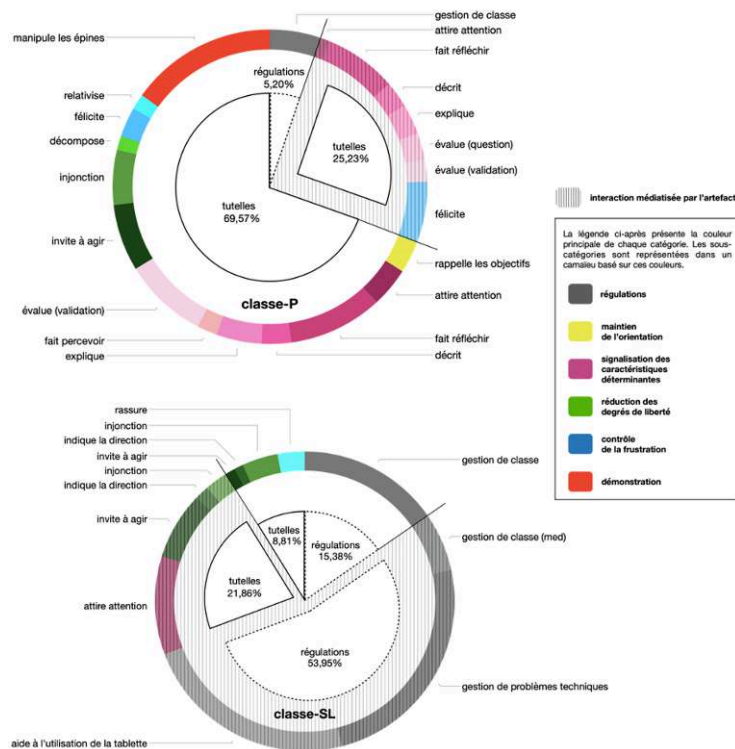 gestion de classe
attire attention
fait réfléchir
décrit
explique
évalue (question)
évalue (validation)
félicite
rappelle les objectifs
attire attention
fait réfléchir
décrit
explique
fait percevoir
évalue (validation)
invite à agir
injonction
décompose
félicite
relativise
manipule les épines
régulations
5,20%
tutelles
25,23%
tutelles
69,57%
classe-P
interaction médiatisée par l'artefact
La légende ci-après présente la couleur
principale de chaque catégorie. Les sous-
catégories sont représentées dans un
camaïeu basé sur ces couleurs.
régulations
maintien
de l'orientation
signalisation des
caractéristiques
déterminantes
réduction des
degrés de liberté
contrôle
de la frustration
démonstration
rassure
injonction
indique la direction
invite à agir
injonction
indique la direction
invite à agir
attire attention
aide à l'utilisation de la tablette
gestion de classe
gestion de classe (med)
gestion de problèmes techniques
tutelles
8,81%
régulations
15,38%
tutelles
21,86%
régulations
53,95%
classe-SL